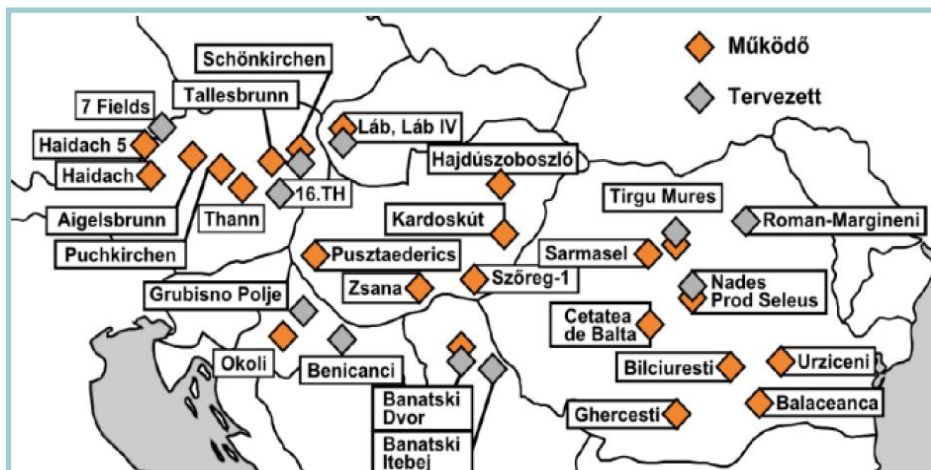 Schönkirchen
Működő
Tallesbrunn
Tervezett
7 Fields
Láb, Láb IV
Haidach 5
Hajdúszoboszló
Haidach
16.TH
Tirgu Mures
Aigelsbrunn
Thann
Kardoskút
Roman-Margineni
Puchkirchen
Pusztaederics
Sarmasel
Szőreg-1
Zsana
Nades
Prod Seleus
Grubisno Polje
Cetatea
de Balta
Okoli
Benicanci
Bilciuresti
Urziceni
Banatski
Dvor
Ghercesti
Balaceanca
Banatski
Itebej